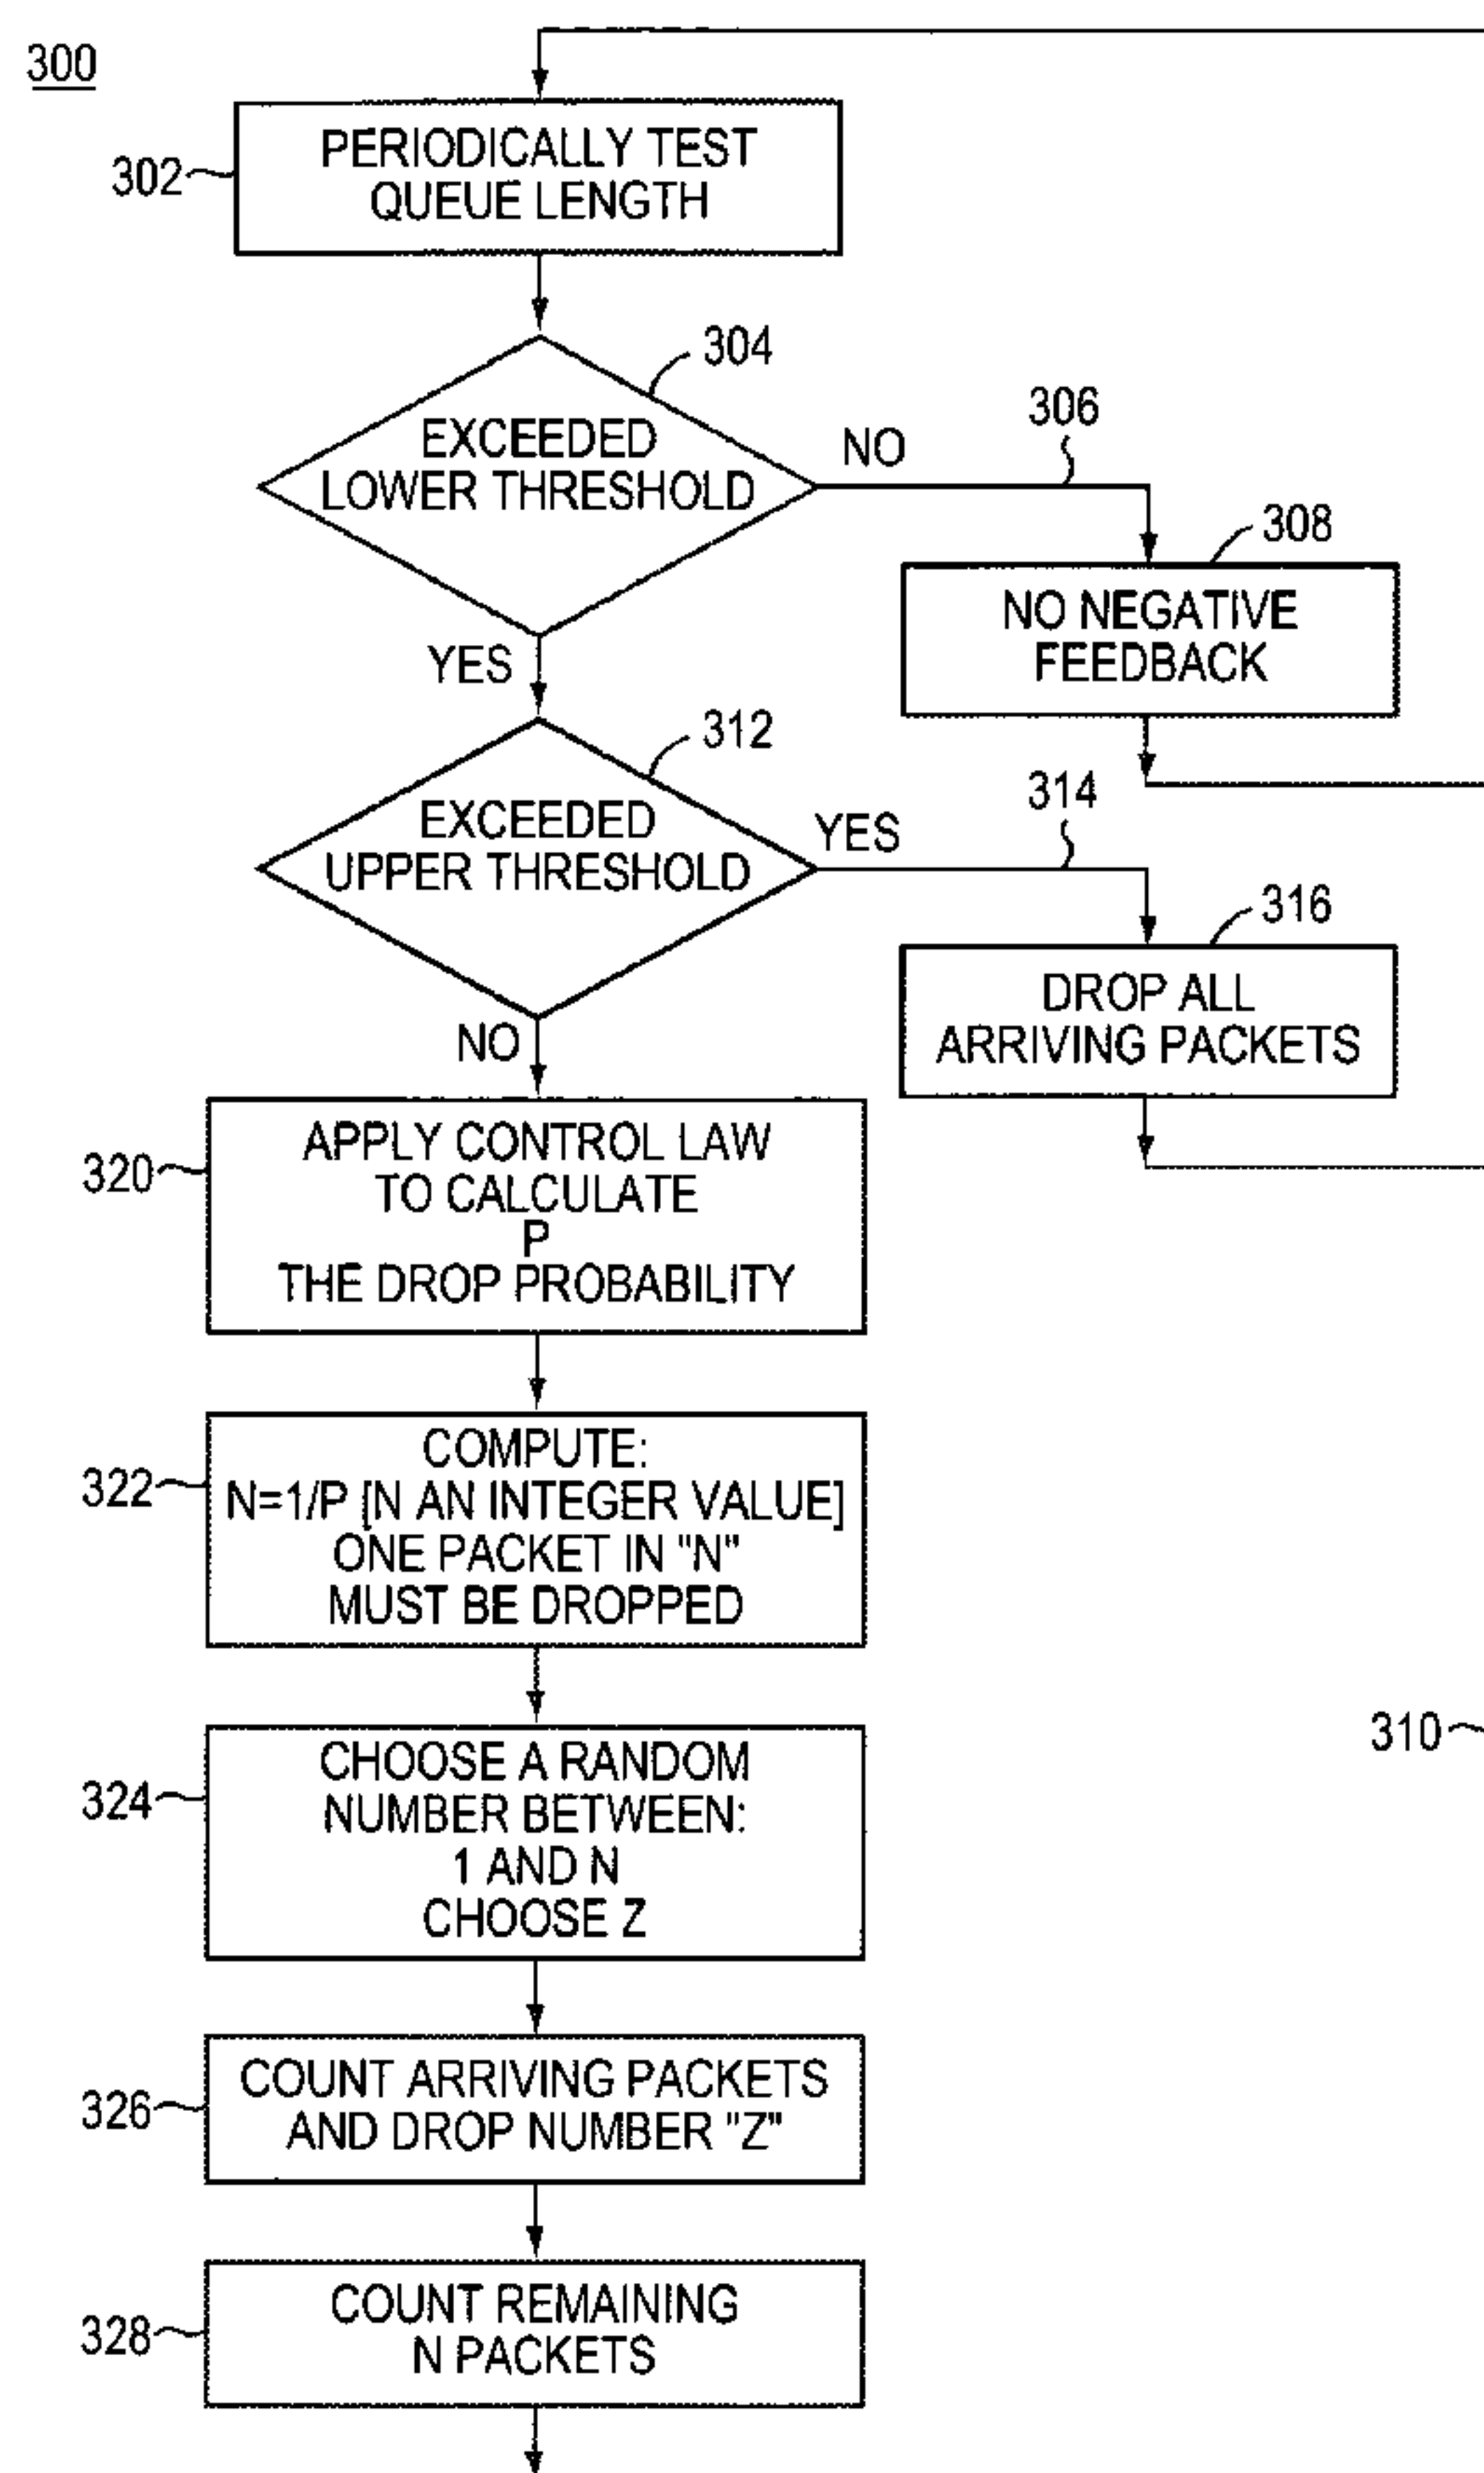 300
302
PERIODICALLY TEST
QUEUE LENGTH
304
EXCEEDED
LOWER THRESHOLD
NO
306
308
NO NEGATIVE
FEEDBACK
YES
312
EXCEEDED
UPPER THRESHOLD
YES
314
316
DROP ALL
ARRIVING PACKETS
NO
320
APPLY CONTROL LAW
TO CALCULATE
P
THE DROP PROBABILITY
322
COMPUTE:
N=1/P [N AN INTEGER VALUE]
ONE PACKET IN "N"
MUST BE DROPPED
310
324
CHOOSE A RANDOM
NUMBER BETWEEN:
1 AND N
CHOOSE Z
326
COUNT ARRIVING PACKETS
AND DROP NUMBER "Z"
328
COUNT REMAINING
N PACKETS